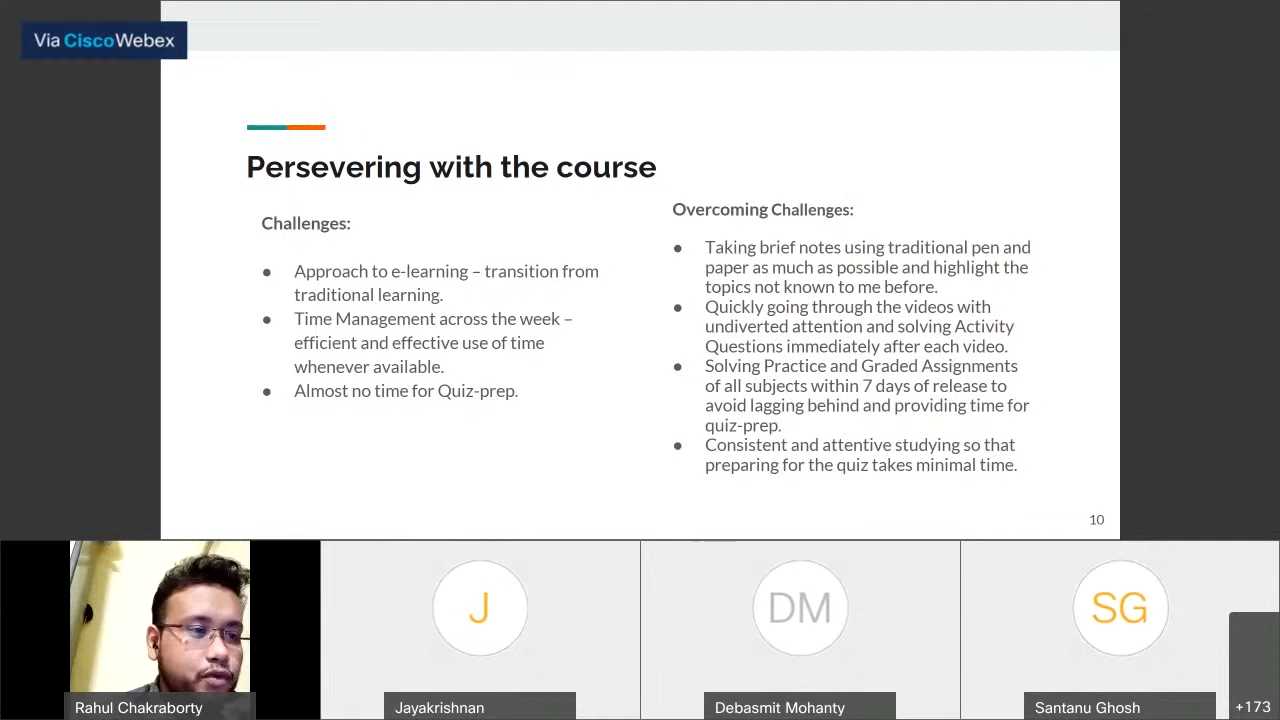 Via CiscoWebex
Persevering with the course
Challenges:
● Approach to e-learning – transition from
traditional learning.
● Time Management across the week –
efficient and effective use of time
whenever available.
● Almost no time for Quiz-prep.
Overcoming Challenges:
● Taking brief notes using traditional pen and
paper as much as possible and highlight the
topics not known to me before.
● Quickly going through the videos with
undiverted attention and solving Activity
Questions immediately after each video.
● Solving Practice and Graded Assignments
of all subjects within 7 days of release to
avoid lagging behind and providing time for
quiz-prep.
● Consistent and attentive studying so that
preparing for the quiz takes minimal time.
10
J
DM
SG
Rahul Chakraborty
Jayakrishnan
Debasmit Mohanty
Santanu Ghosh
+173